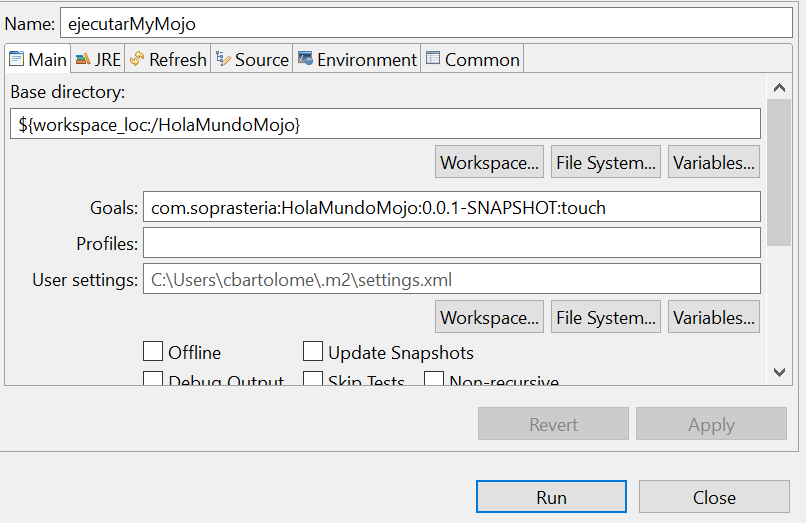 Name: ejecutarMyMojo
Main JRE Refresh Source Environment Common
Base directory:
${workspace_loc:/HolaMundoMojo}
Workspace... File System... Variables...
Goals: com.soprasteria:HolaMundoMojo:0.0.1-SNAPSHOT:touch
Profiles:
User settings: C:\Users\cbartolome\.m2\settings.xml
Workspace... File System... Variables...
Offline Update Snapshots
Debug Output Skip Tests Non-recursive
Revert Apply
Run Close